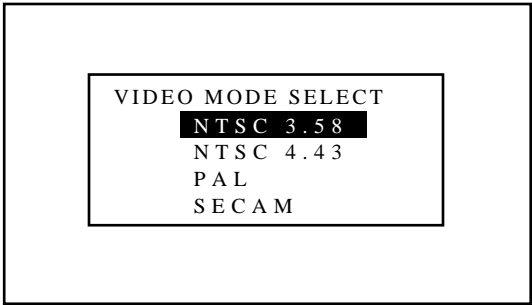 VIDEO MODE SELECT
NTSC 3.58
NTSC 4.43
PAL
SECAM